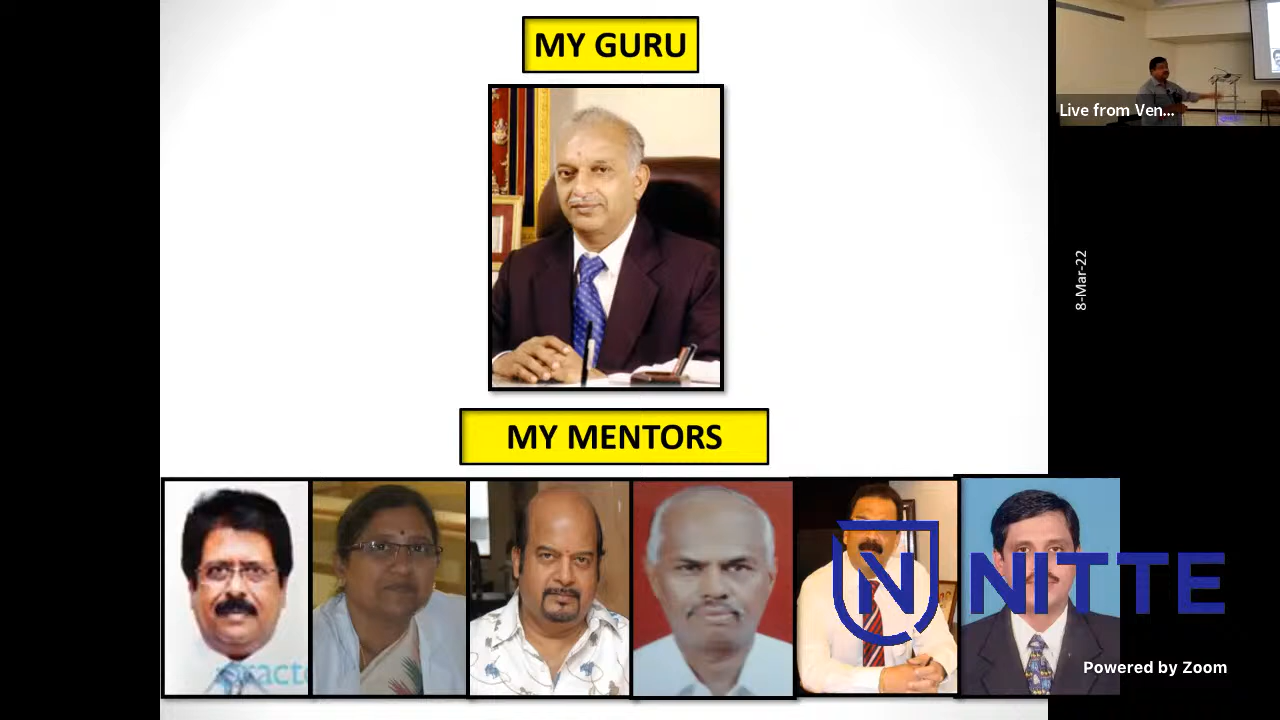 MY GURU
Live from Ven...
8-Mar-22
MY MENTORS
N NITTE
Powered by Zoom